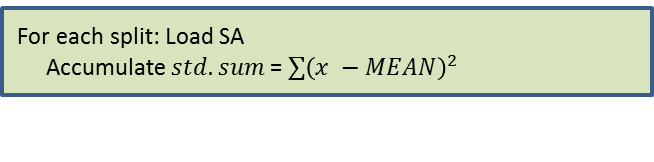 For each split: Load SA
Accumulate std. sum = ∑(x − MEAN)²